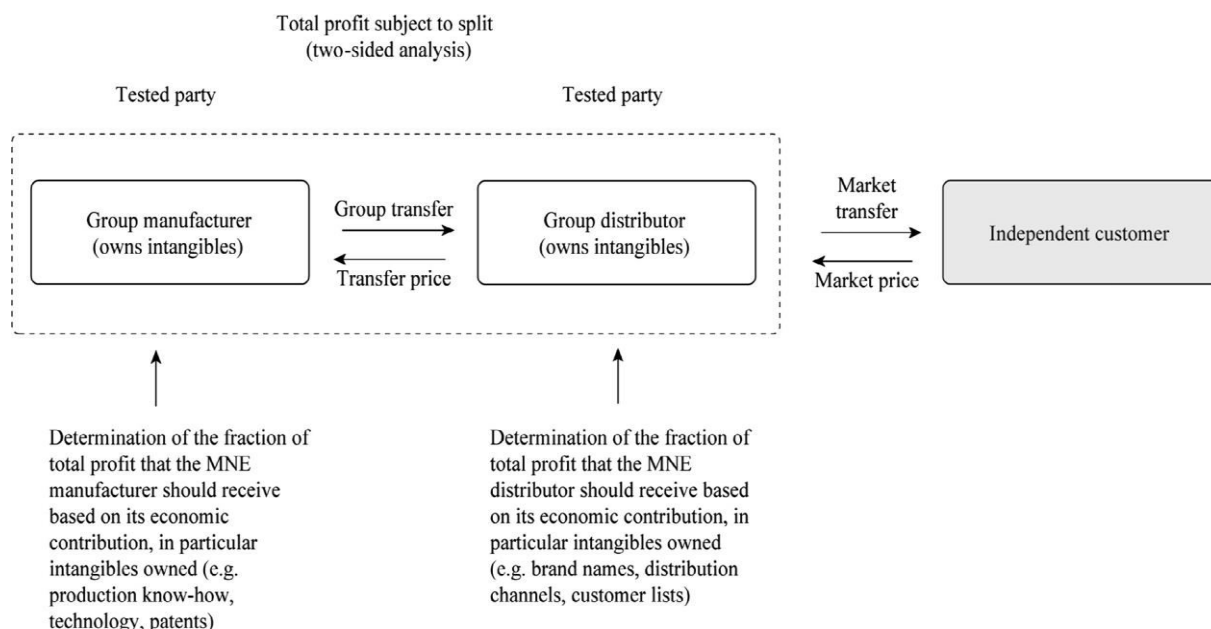 Total profit subject to split
(two-sided analysis)
Tested party
Tested party
Group manufacturer
(owns intangibles)
Group transfer
Transfer price
Group distributor
(owns intangibles)
Market
transfer
Market price
Independent customer
Determination of the fraction of
total profit that the MNE
manufacturer should receive
based on its economic
contribution, in particular
intangibles owned (e.g.
production know-how,
technology, patents)
Determination of the fraction of
total profit that the MNE
distributor should receive based
on its economic contribution, in
particular intangibles owned
(e.g. brand names, distribution
channels, customer lists)